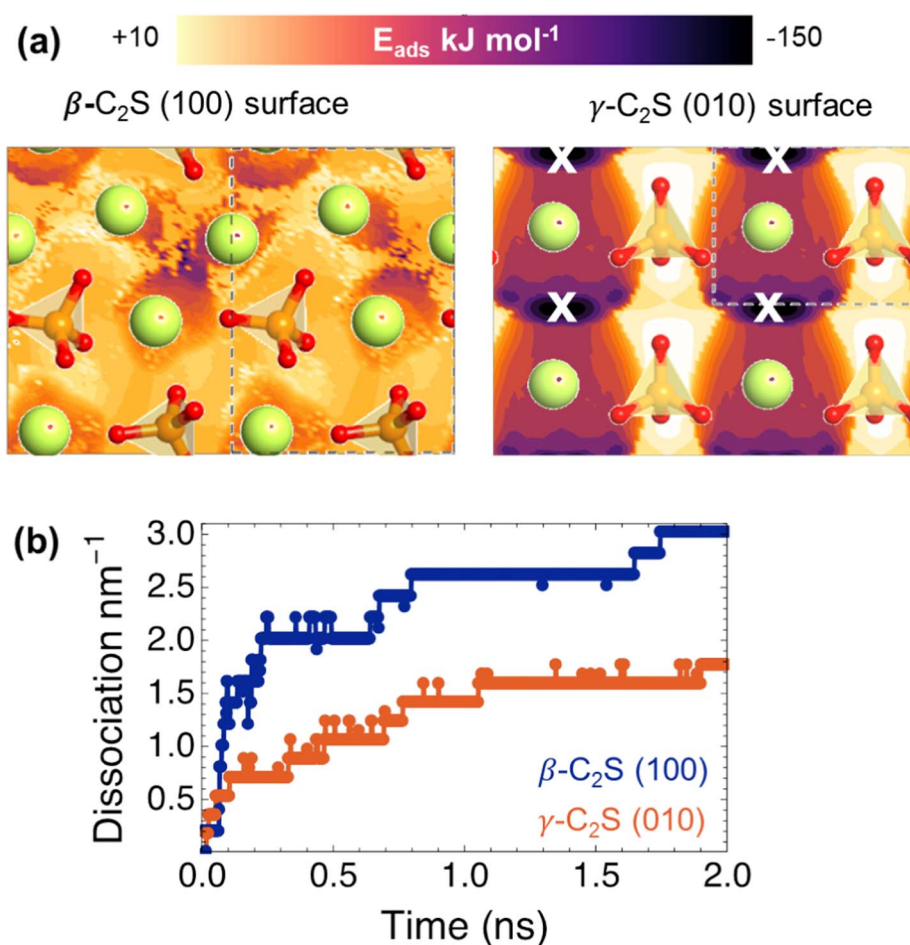 (a) +10 E_ads kJ mol⁻¹ -150
β-C₂S (100) surface γ-C₂S (010) surface
X X
X X
(b)
Dissociation nm⁻¹
3.0
2.5
2.0
1.5
1.0
0.5
β-C₂S (100)
γ-C₂S (010)
0.0 0.5 1.0 1.5 2.0
Time (ns)